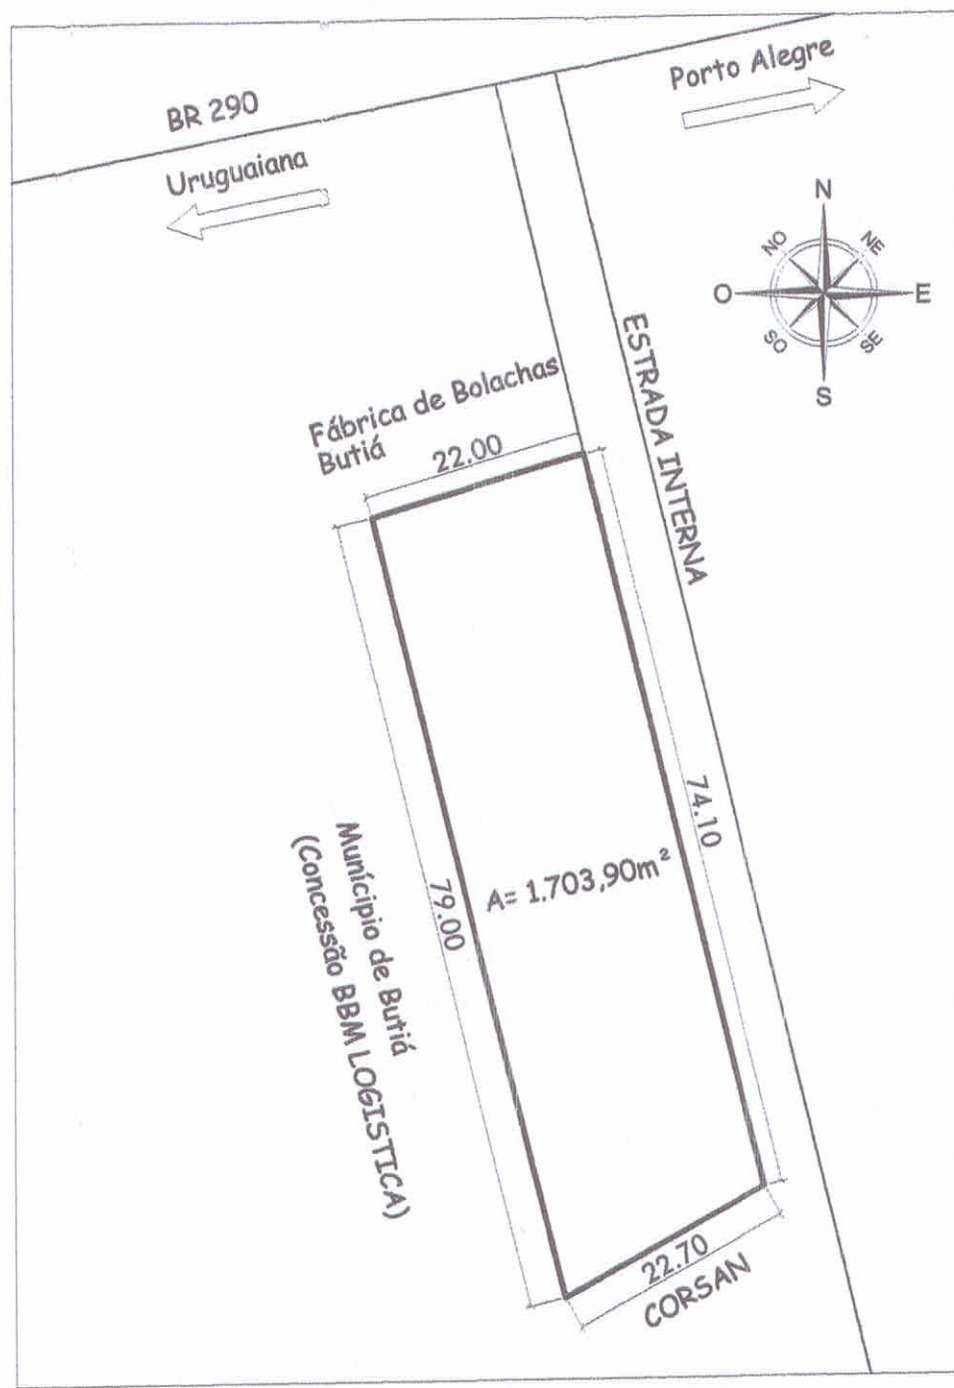 BR 290
Porto Alegre
Uruguaiana
N
NO
NE
O
E
SO
SE
S
ESTRADA INTERNA
Fábrica de Bolachas
Butiá
22.00
74.10
A= 1.703,90m²
79.00
Munícipio de Butiá
(Concessão BBM LOGISTICA)
22.70
CORSAN